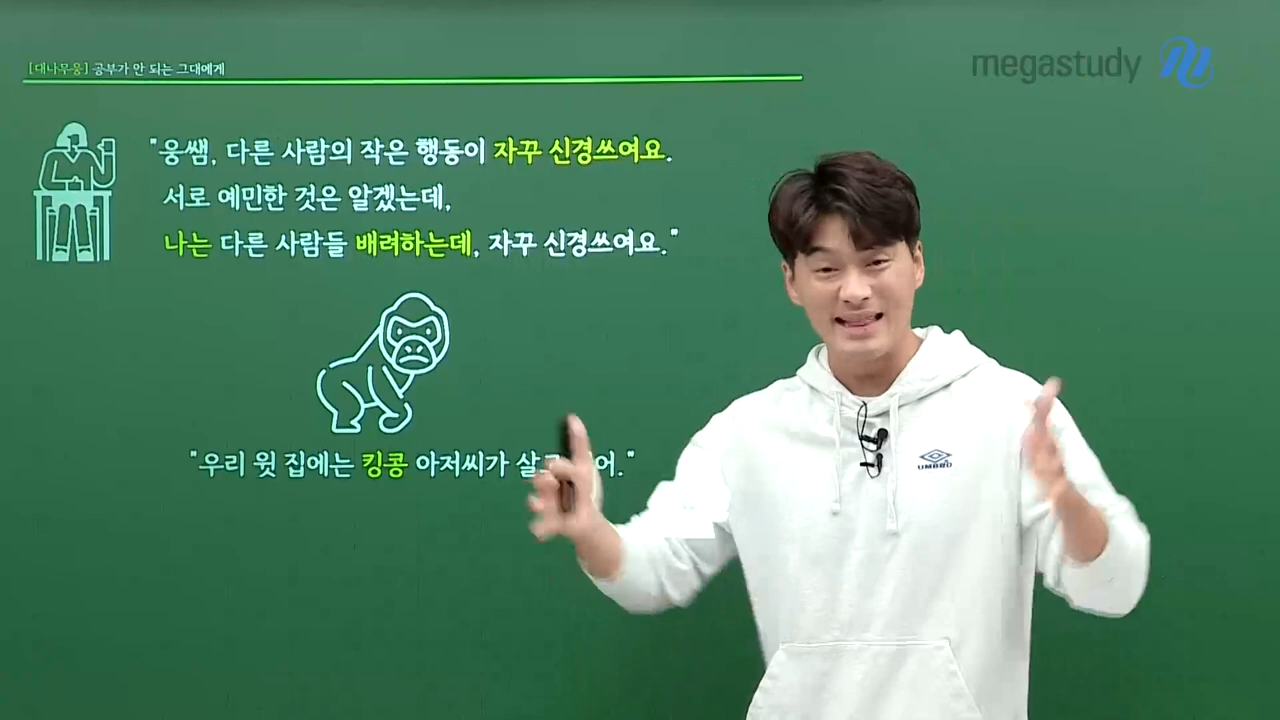 [대나무웅] 공부가 안 되는 그대에게
megastudy
"웅쌤, 다른 사람의 작은 행동이 자꾸 신경쓰여요.
서로 예민한 것은 알겠는데,
나는 다른 사람들 배려하는데, 자꾸 신경쓰여요."
"우리 윗 집에는 킹콩 아저씨가
UMBRO